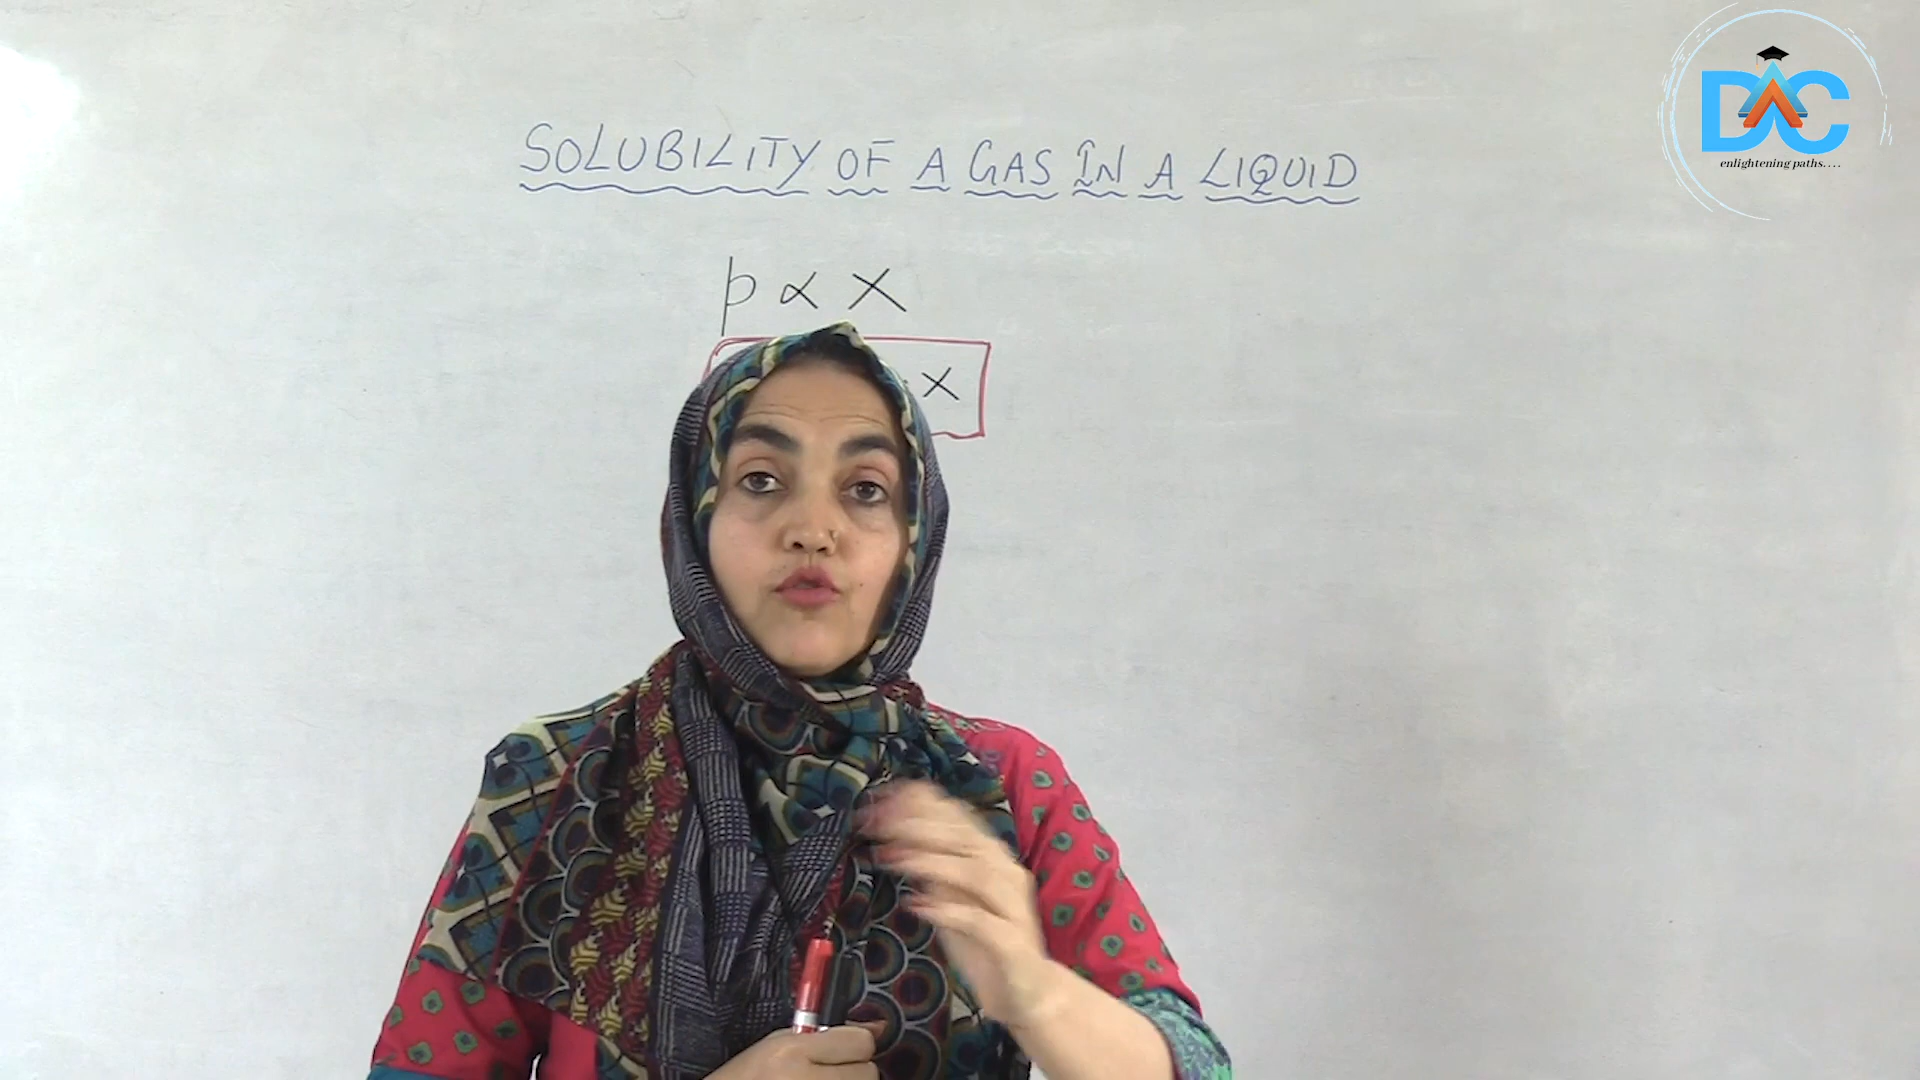 DAC
enlightening paths....
SOLUBILITY OF A GAS IN A LIQUID
p ∝ X
X